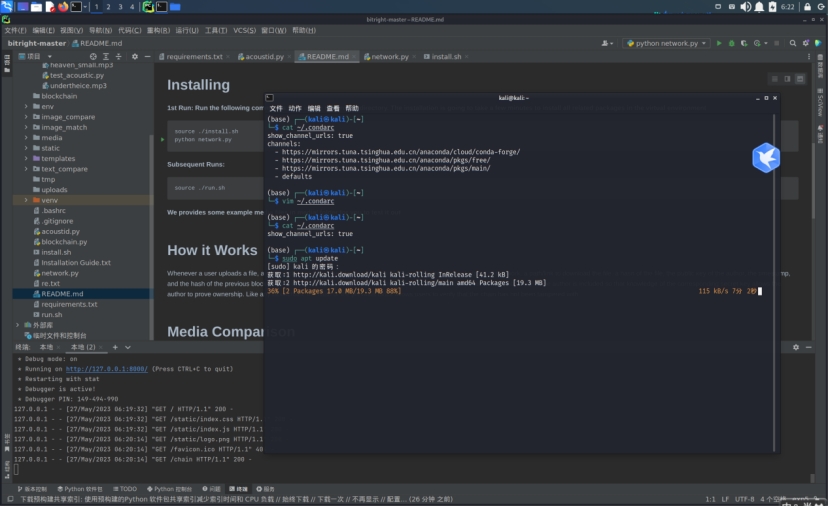 1 2 3 4
6:22
bitright-master – README.md
文件(F) 编辑(E) 视图(V) 导航(N) 代码(C) 重构(R) 运行(U) 工具(T) VCS(S) 窗口(W) 帮助(H)
bitright-master README.md
python network.py
项目
requirements.txt
acoustid.py
README.md
network.py
install.sh
heaven_small.mp3
test_acoustic.py
undertheice.mp3
blockchain
env
image_compare
image_match
media
static
templates
text_compare
tmp
uploads
venv
.bashrc
.gitignore
acoustid.py
blockchain.py
install.sh
Installation Guide.txt
network.py
re.txt
README.md
requirements.txt
run.sh
外部库
临时文件和控制台
Installing
1st Run: Run the following com
source ./install.sh
python network.py
Subsequent Runs:
source ./run.sh
We provides some example me
How it Works
Whenever a user uploads a file, a
and the hash of the previous bloc
author to prove ownership. Like a
Media Comparison
kali@kali: ~
文件 动作 编辑 查看 帮助
(base) ┌──(kali㉿kali)-[~]
└─$ cat ~/.condarc
show_channel_urls: true
channels:
- https://mirrors.tuna.tsinghua.edu.cn/anaconda/cloud/conda-forge/
- https://mirrors.tuna.tsinghua.edu.cn/anaconda/pkgs/free/
- https://mirrors.tuna.tsinghua.edu.cn/anaconda/pkgs/main/
- defaults
(base) ┌──(kali㉿kali)-[~]
└─$ vim ~/.condarc
(base) ┌──(kali㉿kali)-[~]
└─$ cat ~/.condarc
show_channel_urls: true
(base) ┌──(kali㉿kali)-[~]
└─$ sudo apt update
[sudo] kali 的密码：
获取:1 http://kali.download/kali kali-rolling InRelease [41.2 kB]
获取:2 http://kali.download/kali kali-rolling/main amd64 Packages [19.3 MB]
36% [2 Packages 17.0 MB/19.3 MB 88%] 115 kB/s 7分 2秒
终端: 本地 本地 (2)
* Debug mode: on
* Running on http://127.0.0.1:8080/ (Press CTRL+C to quit)
* Restarting with stat
* Debugger is active!
* Debugger PIN: 149-494-990
127.0.0.1 - - [27/May/2023 06:19:32] "GET / HTTP/1.1" 200 -
127.0.0.1 - - [27/May/2023 06:19:32] "GET /static/index.css HTTP/1.
127.0.0.1 - - [27/May/2023 06:19:32] "GET /static/index.js HTTP/1.
127.0.0.1 - - [27/May/2023 06:20:14] "GET /static/logo.png HTTP/1.
127.0.0.1 - - [27/May/2023 06:20:14] "GET /favicon.ico HTTP/1.1" 40
127.0.0.1 - - [27/May/2023 06:20:14] "GET /chain HTTP/1.1" 200 -
版本控制 Python 软件包 TODO Python 控制台 问题 终端 服务
下载预构建共享索引: 使用预构建的Python 软件包共享索引减少索引时间和 CPU 负载 // 始终下载 // 下载一次 // 不再显示 // 配置... (26 分钟 之前)
1:1 LF UTF-8 4 个空格